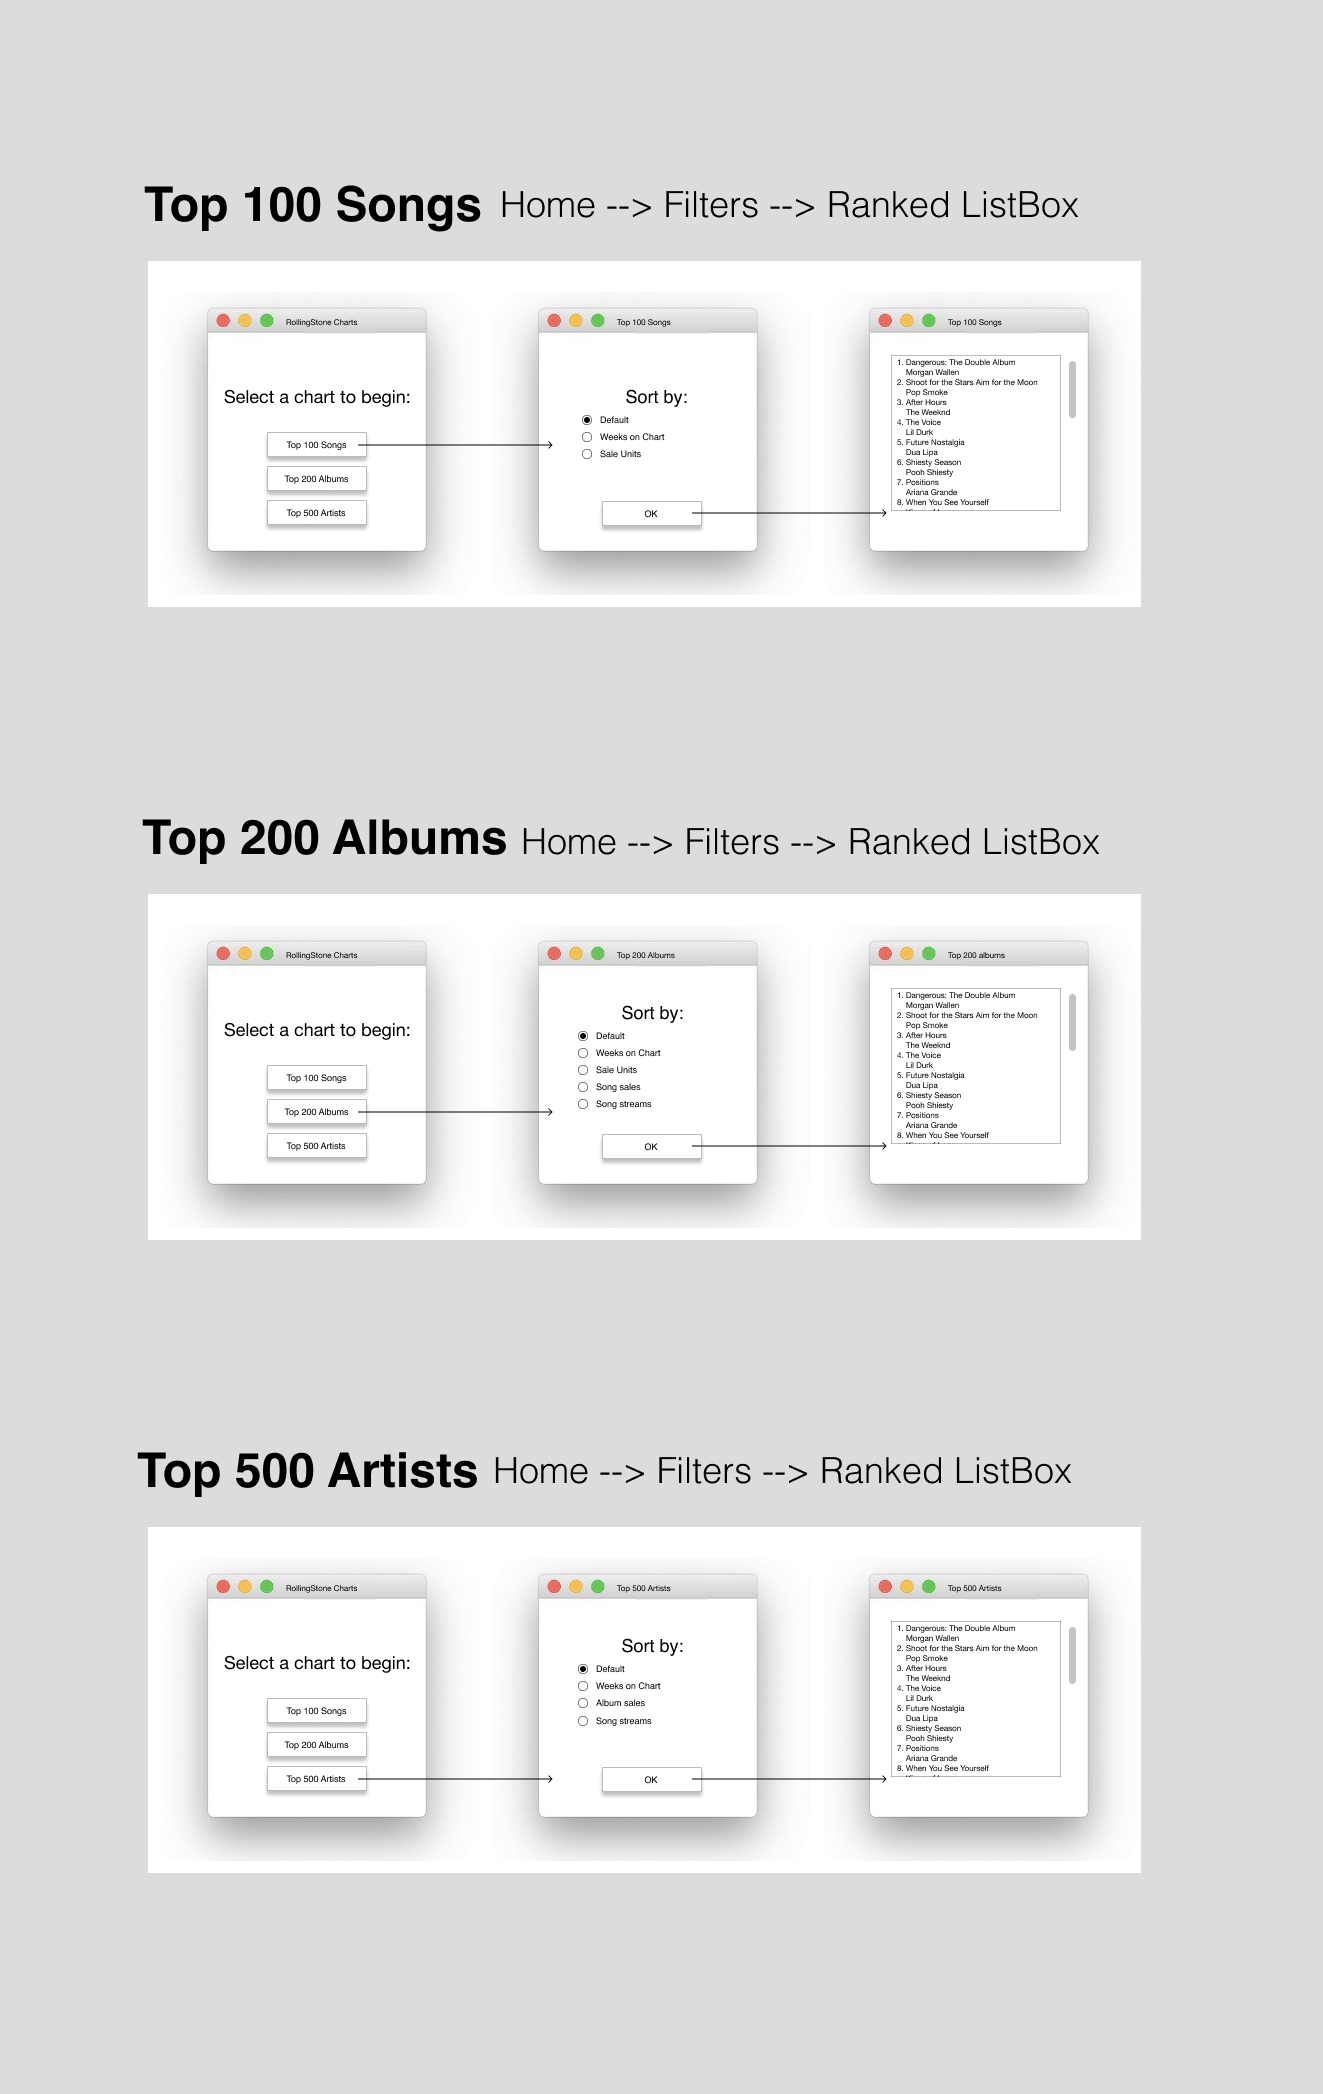 Top 100 Songs Home --> Filters --> Ranked ListBox
RollingStone Charts
Select a chart to begin:
Top 100 Songs
Top 200 Albums
Top 500 Artists
Top 100 Songs
Sort by:
Default
Weeks on Chart
Sale Units
OK
Top 100 Songs
1. Dangerous: The Double Album
Morgan Wallen
2. Shoot for the Stars Aim for the Moon
Pop Smoke
3. After Hours
The Weeknd
4. The Voice
Lil Durk
5. Future Nostalgia
Dua Lipa
6. Shiesty Season
Pooh Shiesty
7. Positions
Ariana Grande
8. When You See Yourself
Top 200 Albums Home --> Filters --> Ranked ListBox
RollingStone Charts
Select a chart to begin:
Top 100 Songs
Top 200 Albums
Top 500 Artists
Top 200 Albums
Sort by:
Default
Weeks on Chart
Sale Units
Song sales
Song streams
OK
Top 200 albums
1. Dangerous: The Double Album
Morgan Wallen
2. Shoot for the Stars Aim for the Moon
Pop Smoke
3. After Hours
The Weeknd
4. The Voice
Lil Durk
5. Future Nostalgia
Dua Lipa
6. Shiesty Season
Pooh Shiesty
7. Positions
Ariana Grande
8. When You See Yourself
Top 500 Artists Home --> Filters --> Ranked ListBox
RollingStone Charts
Select a chart to begin:
Top 100 Songs
Top 200 Albums
Top 500 Artists
Top 500 Artists
Sort by:
Default
Weeks on Chart
Album sales
Song streams
OK
Top 500 Artists
1. Dangerous: The Double Album
Morgan Wallen
2. Shoot for the Stars Aim for the Moon
Pop Smoke
3. After Hours
The Weeknd
4. The Voice
Lil Durk
5. Future Nostalgia
Dua Lipa
6. Shiesty Season
Pooh Shiesty
7. Positions
Ariana Grande
8. When You See Yourself